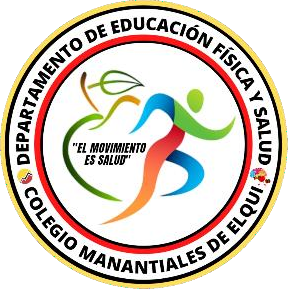 DEPARTAMENTO DE EDUCACIÓN FÍSICA Y SALUD
"EL MOVIMIENTO
ES SALUD"
COLEGIO MANANTIALES DE ELQUI